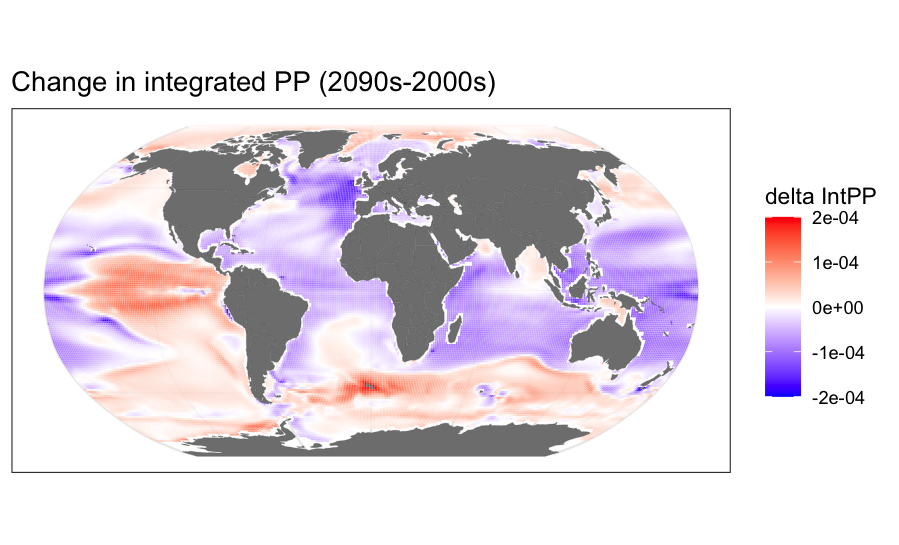 Change in integrated PP (2090s-2000s)
delta IntPP
2e-04
1e-04
0e+00
-1e-04
-2e-04